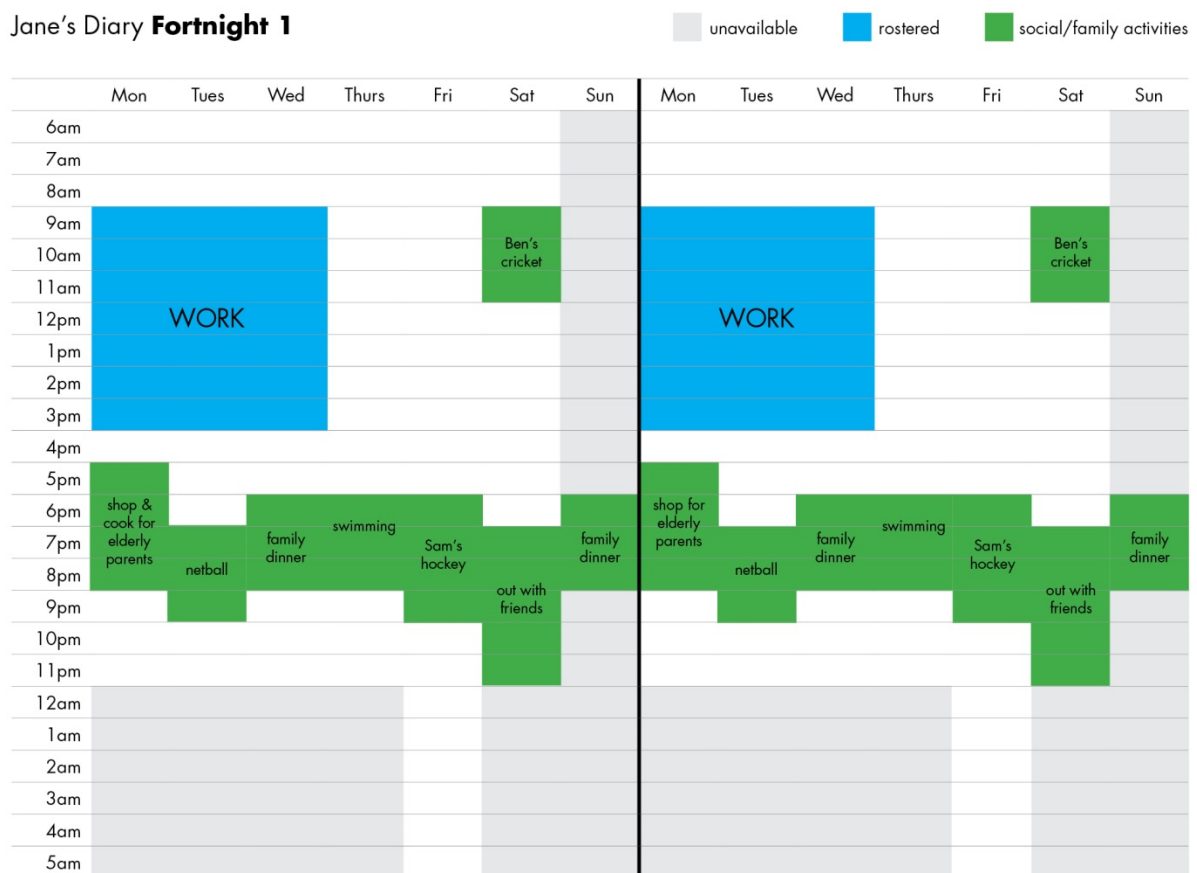 Jane's Diary Fortnight 1
unavailable
rostered
social/family activities
Mon Tues Wed Thurs Fri Sat Sun Mon Tues Wed Thurs Fri Sat Sun
6am
7am
8am
9am
10am
11am
12pm
1pm
2pm
3pm
4pm
5pm
6pm
7pm
8pm
9pm
10pm
11pm
12am
1am
2am
3am
4am
5am
WORK
Ben's
cricket
shop &
cook for
elderly
parents
netball
family
dinner
swimming
Sam's
hockey
out with
friends
family
dinner
WORK
Ben's
cricket
shop for
elderly
parents
netball
family
dinner
swimming
Sam's
hockey
out with
friends
family
dinner